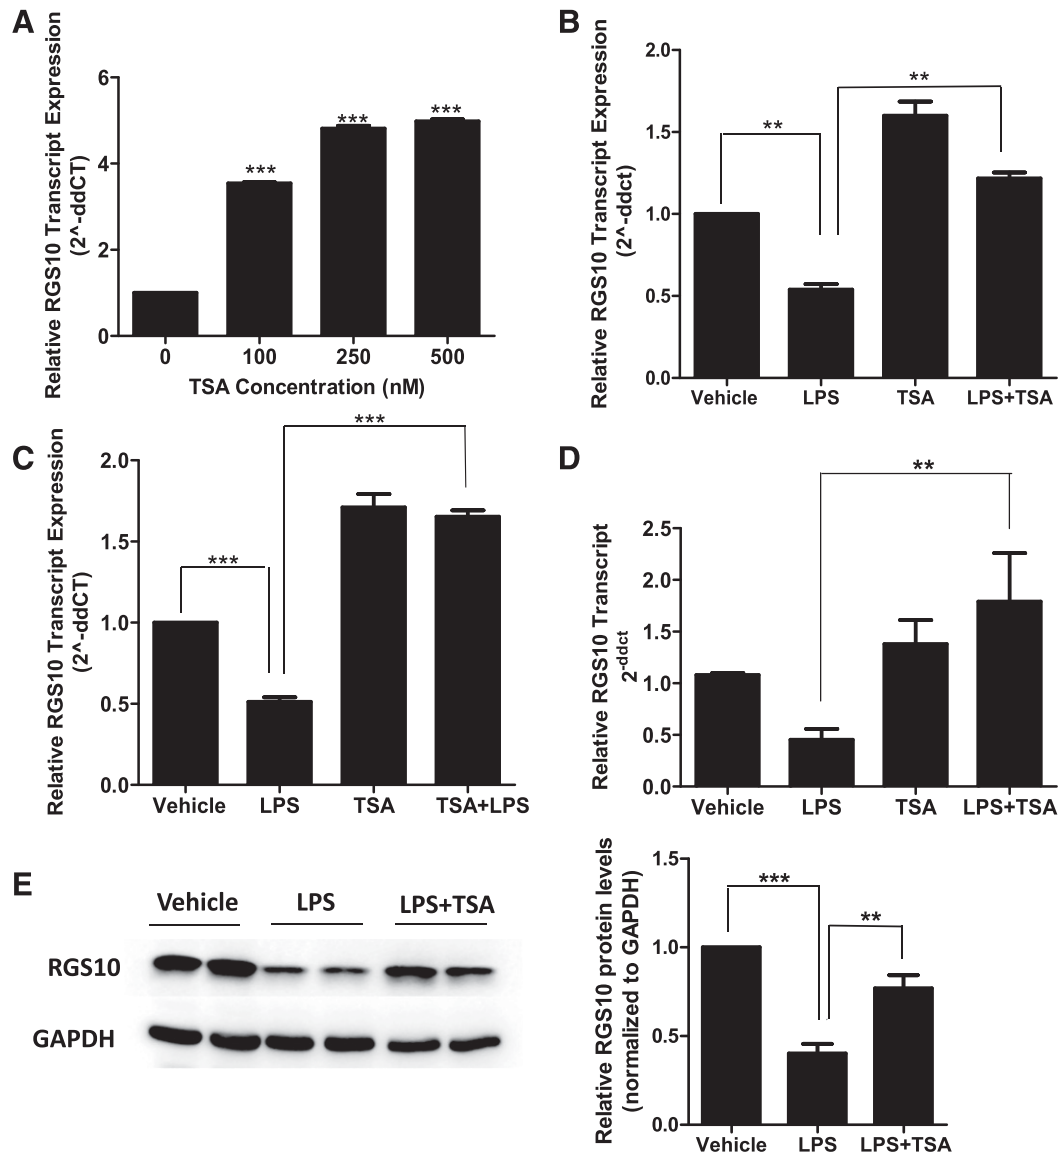 A
Relative RGS10 Transcript Expression
(2^-ddCT)
6
4
2
0
***
***
***
0 100 250 500
TSA Concentration (nM)
B
Relative RGS10 Transcript Expression
(2^-ddct)
2.0
1.5
1.0
0.5
0.0
**
**
Vehicle LPS TSA LPS+TSA
C
Relative RGS10 Transcript Expression
(2^-ddCT)
2.0
1.5
1.0
0.5
0.0
***
***
Vehicle LPS TSA TSA+LPS
D
Relative RGS10 Transcript
2-ddct
2.5
2.0
1.5
1.0
0.5
0.0
**
Vehicle LPS TSA LPS+TSA
E
Vehicle LPS LPS+TSA
RGS10
GAPDH
Relative RGS10 protein levels
(normalized to GAPDH)
1.5
1.0
0.5
0.0
***
**
Vehicle LPS LPS+TSA